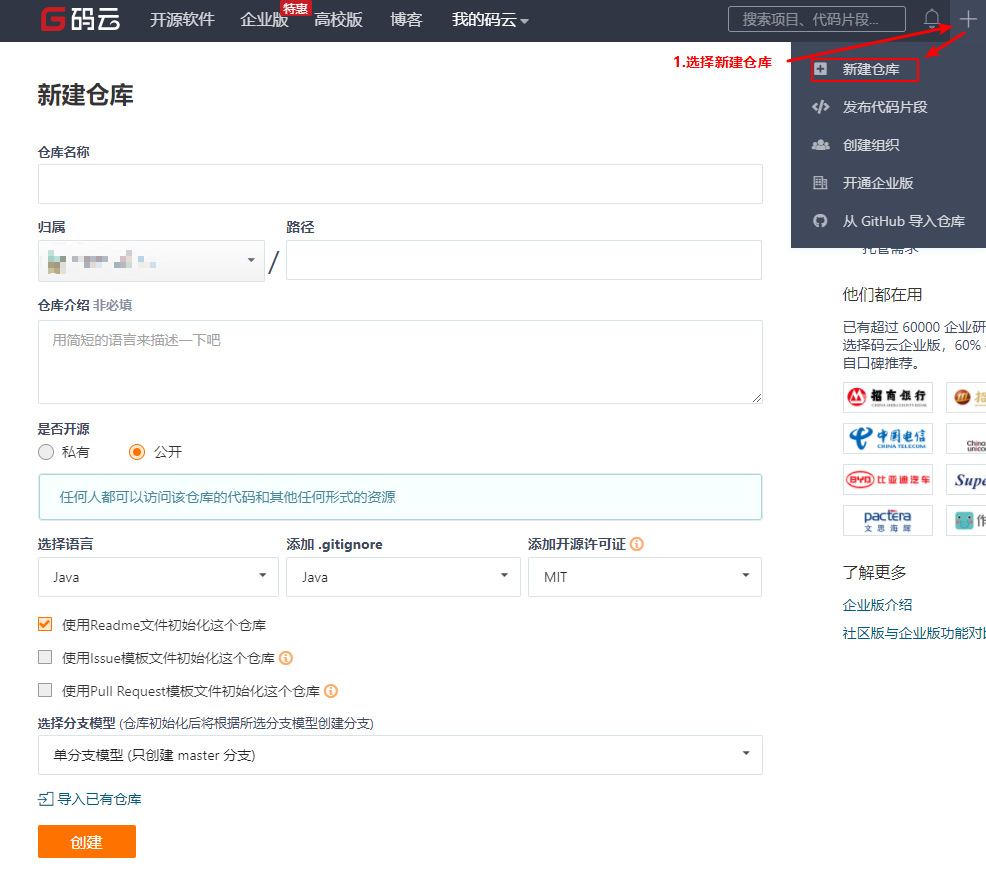 码云 开源软件 企业版 特惠 高校版 博客 我的码云 搜索项目、代码片段...
1.选择新建仓库
新建仓库
发布代码片段
创建组织
开通企业版
从 GitHub 导入仓库
新建仓库
仓库名称
归属 路径
/
仓库介绍 非必填
用简短的语言来描述一下吧
是否开源
私有 公开
任何人都可以访问该仓库的代码和其他任何形式的资源
选择语言 添加 .gitignore 添加开源许可证
Java Java MIT
使用Readme文件初始化这个仓库
使用Issue模板文件初始化这个仓库
使用Pull Request模板文件初始化这个仓库
选择分支模型 (仓库初始化后将根据所选分支模型创建分支)
单分支模型 (只创建 master 分支)
导入已有仓库
创建
托管需求
他们都在用
已有超过 60000 企业研
选择码云企业版，60%
自口碑推荐。
招商银行 招
中国电信
CHINA TELECOM
China
unicom
BYD 比亚迪汽车 Supe
pactera
文思海辉
作
了解更多
企业版介绍
社区版与企业版功能对比